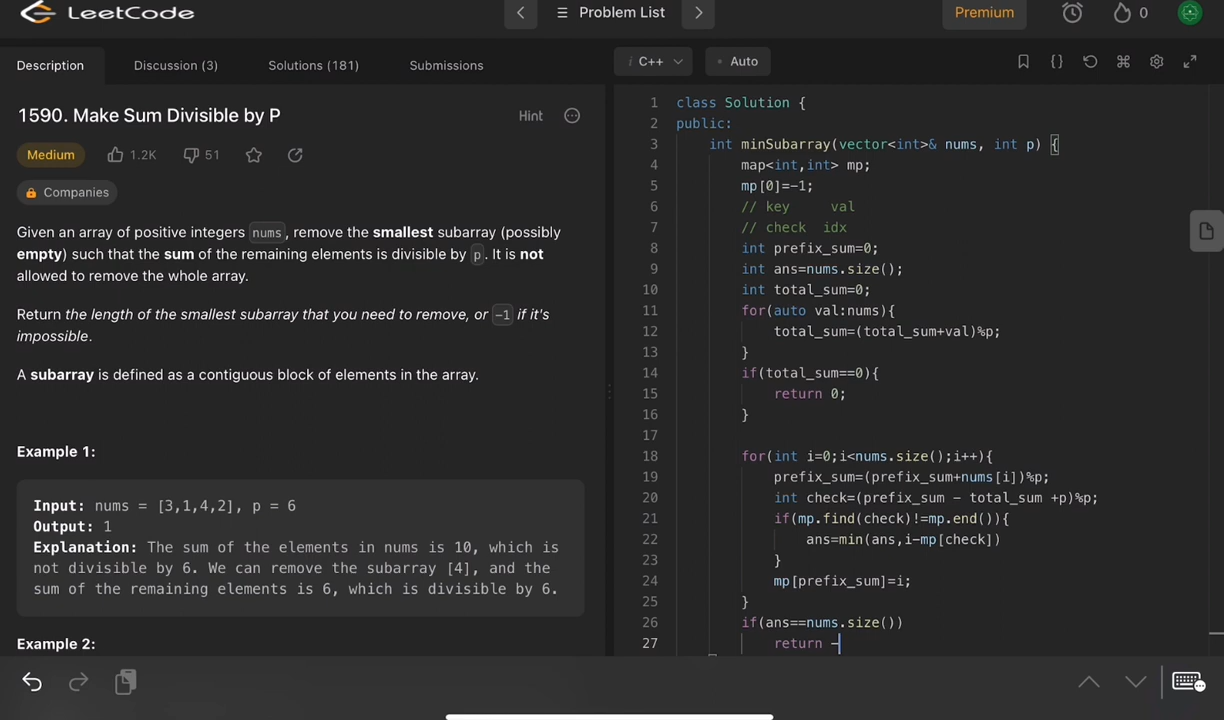 LeetCode
Problem List
Premium
0
Description
Discussion (3)
Solutions (181)
Submissions
i C++
Auto
1590. Make Sum Divisible by P
Hint
Medium
1.2K
51
Companies
Given an array of positive integers nums, remove the smallest subarray (possibly
empty) such that the sum of the remaining elements is divisible by p. It is not
allowed to remove the whole array.
Return the length of the smallest subarray that you need to remove, or -1 if it's
impossible.
A subarray is defined as a contiguous block of elements in the array.
Example 1:
Input: nums = [3,1,4,2], p = 6
Output: 1
Explanation: The sum of the elements in nums is 10, which is
not divisible by 6. We can remove the subarray [4], and the
sum of the remaining elements is 6, which is divisible by 6.
Example 2:
1 class Solution {
2 public:
3 int minSubarray(vector<int>& nums, int p) {
4 map<int,int> mp;
5 mp[0]=-1;
6 // key val
7 // check idx
8 int prefix_sum=0;
9 int ans=nums.size();
10 int total_sum=0;
11 for(auto val:nums){
12 total_sum=(total_sum+val)%p;
13 }
14 if(total_sum==0){
15 return 0;
16 }
17
18 for(int i=0;i<nums.size();i++){
19 prefix_sum=(prefix_sum+nums[i])%p;
20 int check=(prefix_sum - total_sum +p)%p;
21 if(mp.find(check)!=mp.end()){
22 ans=min(ans,i-mp[check])
23 }
24 mp[prefix_sum]=i;
25 }
26 if(ans==nums.size())
27 return -